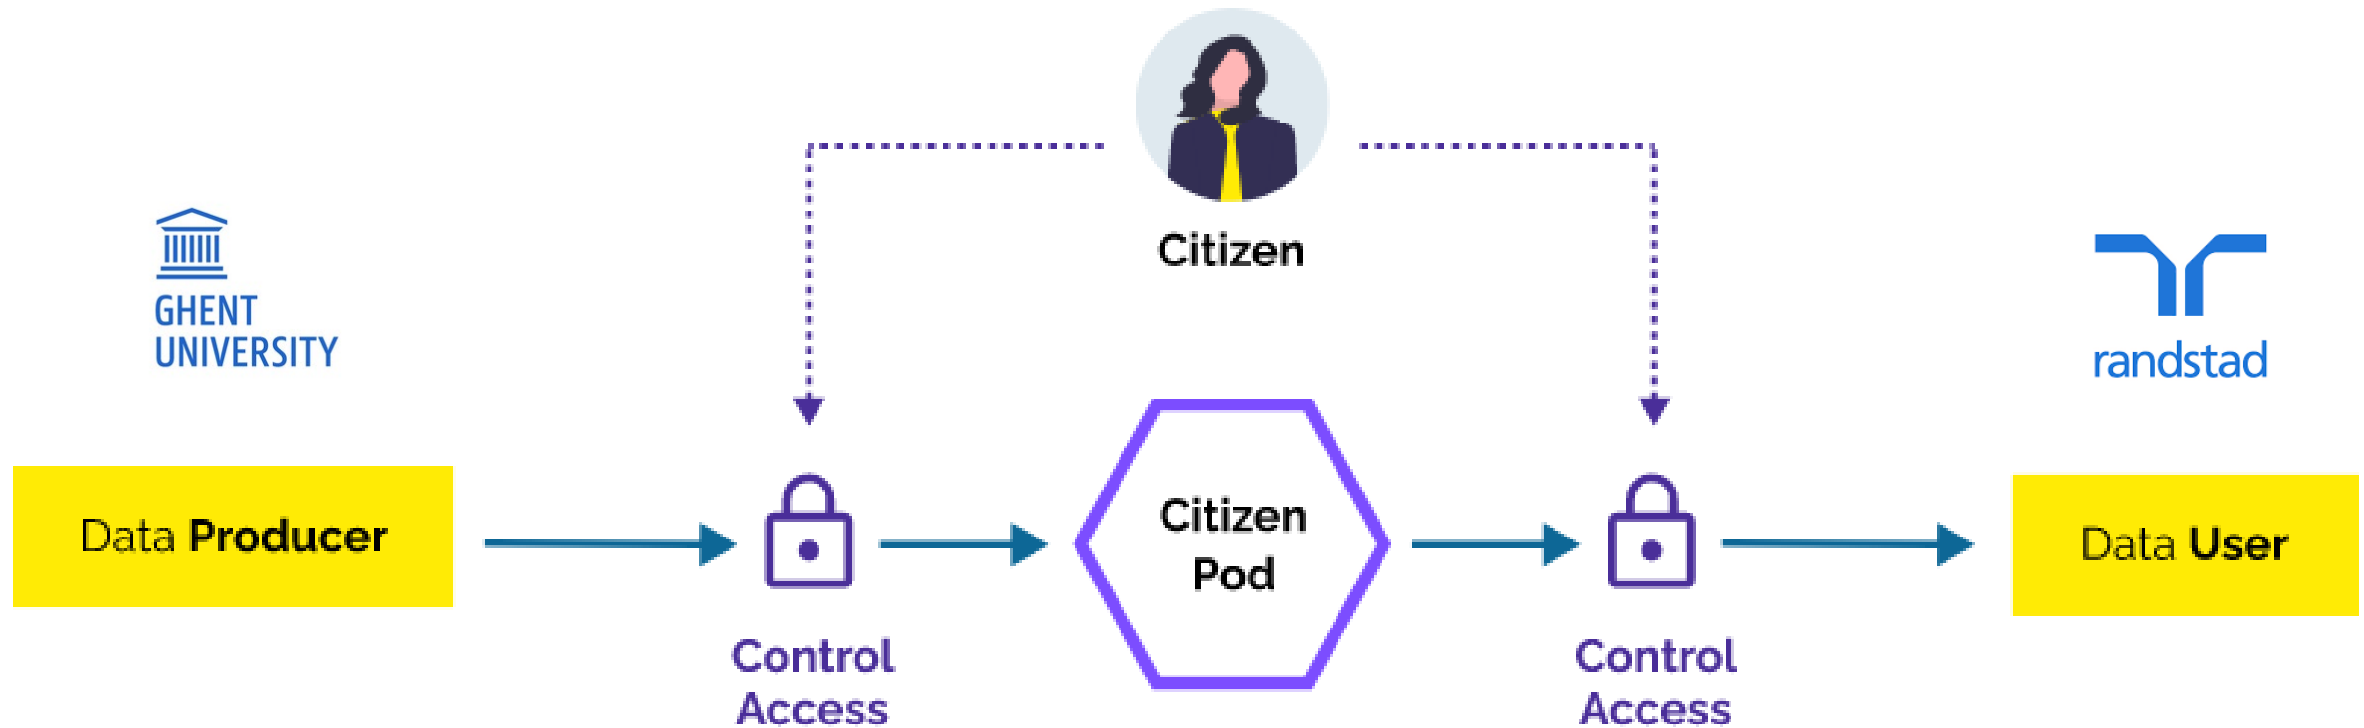 Citizen
GHENT
UNIVERSITY
randstad
Data Producer
Citizen
Pod
Data User
Control
Access
Control
Access